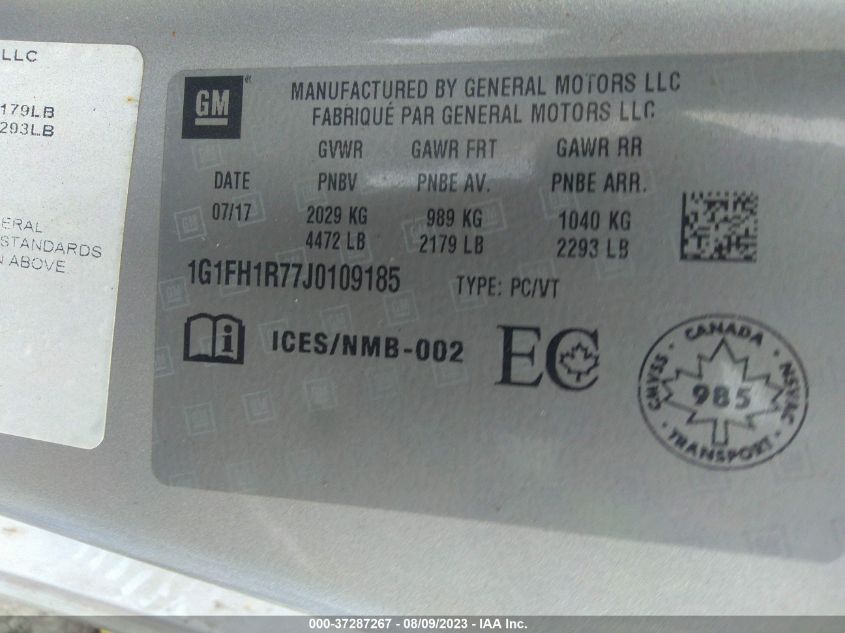 LLC
179LB
293LB
ERAL
STANDARDS
N ABOVE
GM
MANUFACTURED BY GENERAL MOTORS LLC
FABRIQUÉ PAR GENERAL MOTORS LLC
GVWR GAWR FRT GAWR RR
DATE PNBV PNBE AV. PNBE ARR.
07/17 2029 KG 989 KG 1040 KG
4472 LB 2179 LB 2293 LB
1G1FH1R77J0109185 TYPE: PC/VT
i ICES/NMB-002 EC
CANADA
CMVSS 985 NSVAC
TRANSPORT
000-37287267 - 08/09/2023 - IAA Inc.